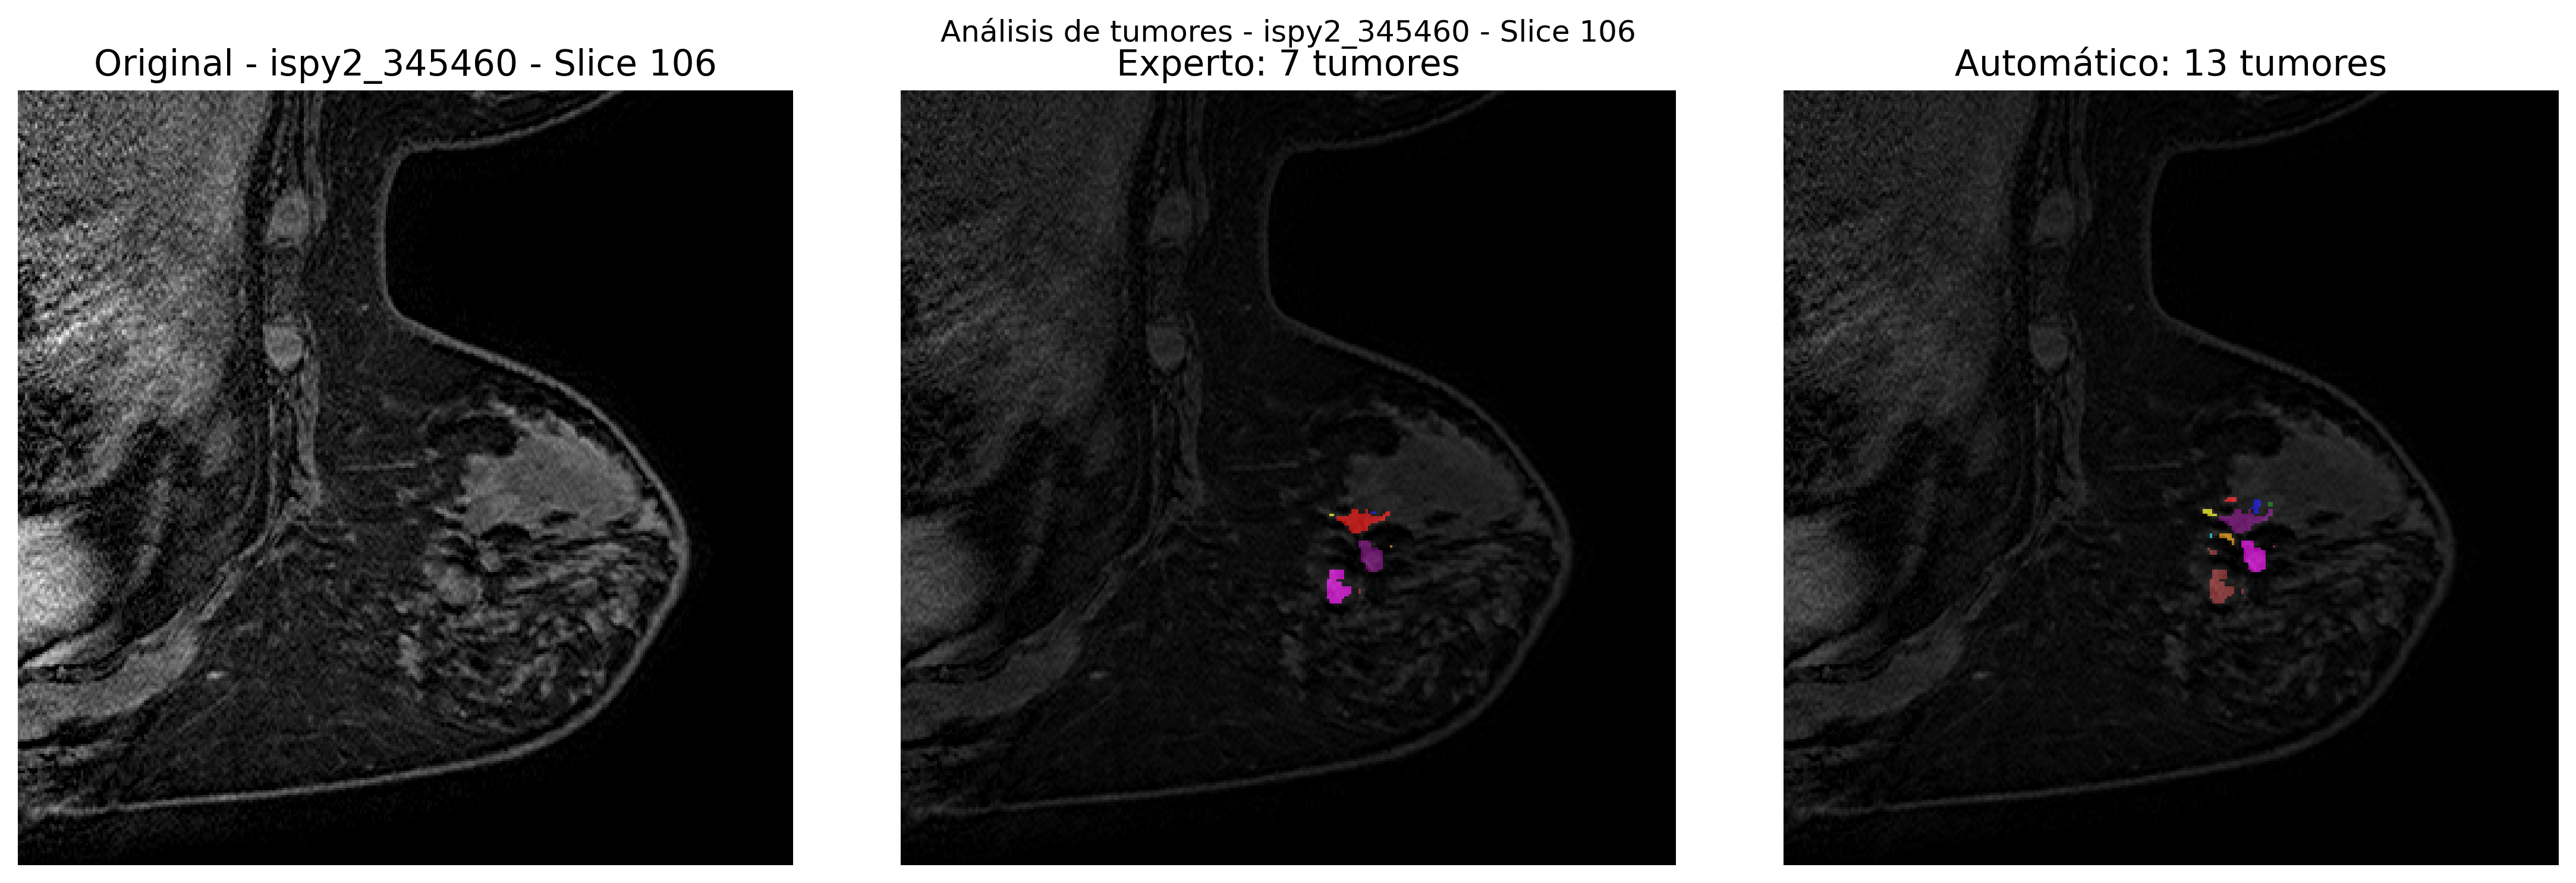 Análisis de tumores - ispy2_345460 - Slice 106
Original - ispy2_345460 - Slice 106
Experto: 7 tumores
Automático: 13 tumores